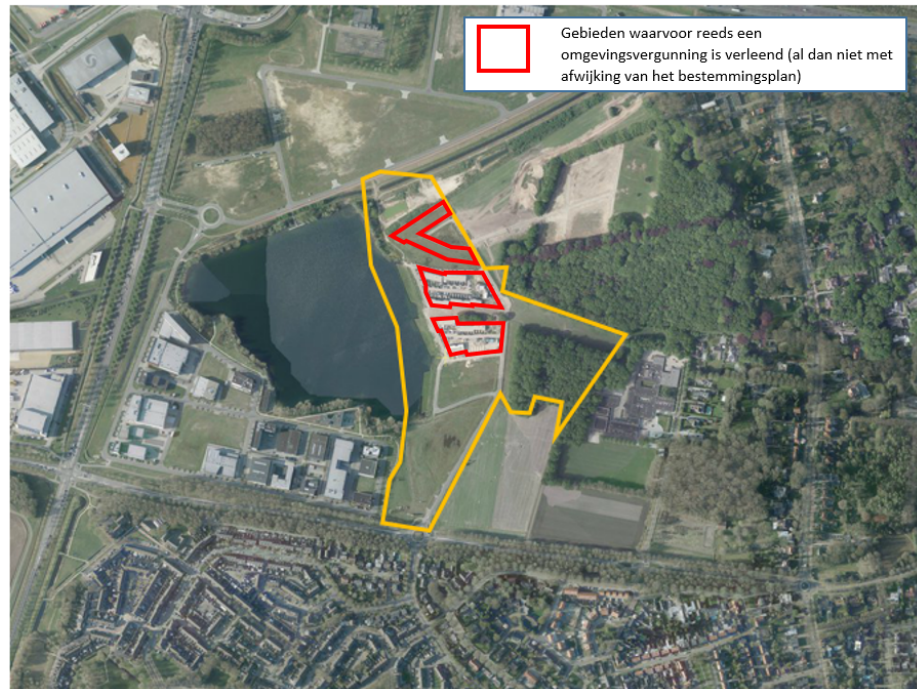 Gebieden waarvoor reeds een
omgevingsvergunning is verleend (al dan niet met
afwijking van het bestemmingsplan)